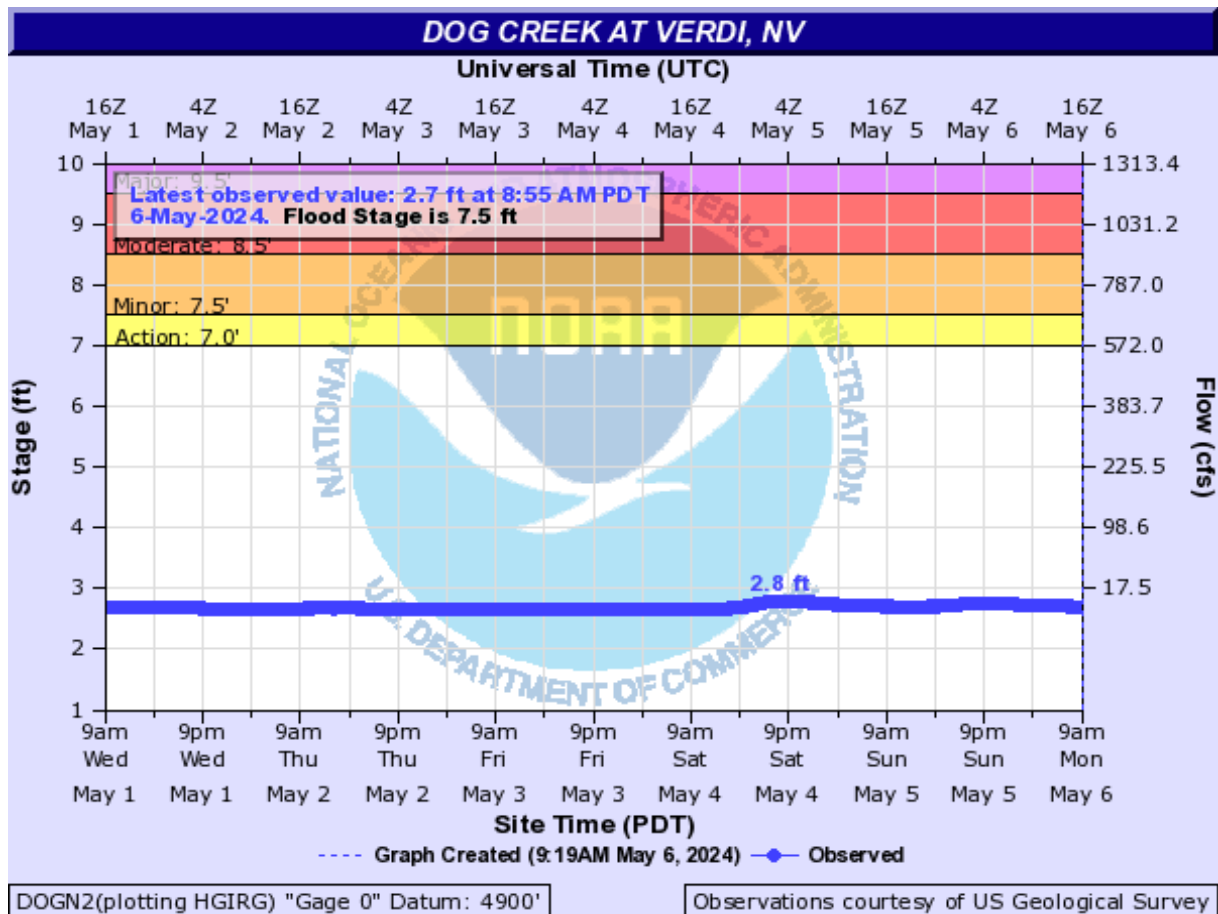 DOG CREEK AT VERDI, NV
Universal Time (UTC)
16Z 4Z 16Z 4Z 16Z 4Z 16Z 4Z 16Z 4Z 16Z
May 1 May 2 May 2 May 3 May 3 May 4 May 4 May 5 May 5 May 6 May 6
10 1313.4
Major: 9.5'
Latest observed value: 2.7 ft at 8:55 AM PDT
6-May-2024. Flood Stage is 7.5 ft
9 1031.2
Moderate: 8.5'
8 787.0
Minor: 7.5'
Action: 7.0'
7 572.0
6 383.7
5 225.5
4 98.6
3 17.5
2.8 ft
2
1
Stage (ft)
Flow (cfs)
NATIONAL OCEANIC AND ATMOSPHERIC ADMINISTRATION
NOAA
U.S. DEPARTMENT OF COMMERCE
9am 9pm 9am 9pm 9am 9pm 9am 9pm 9am 9pm 9am
Wed Wed Thu Thu Fri Fri Sat Sat Sun Sun Mon
May 1 May 1 May 2 May 2 May 3 May 3 May 4 May 4 May 5 May 5 May 6
Site Time (PDT)
Graph Created (9:19AM May 6, 2024) Observed
DOGN2(plotting HGIRG) "Gage 0" Datum: 4900'
Observations courtesy of US Geological Survey